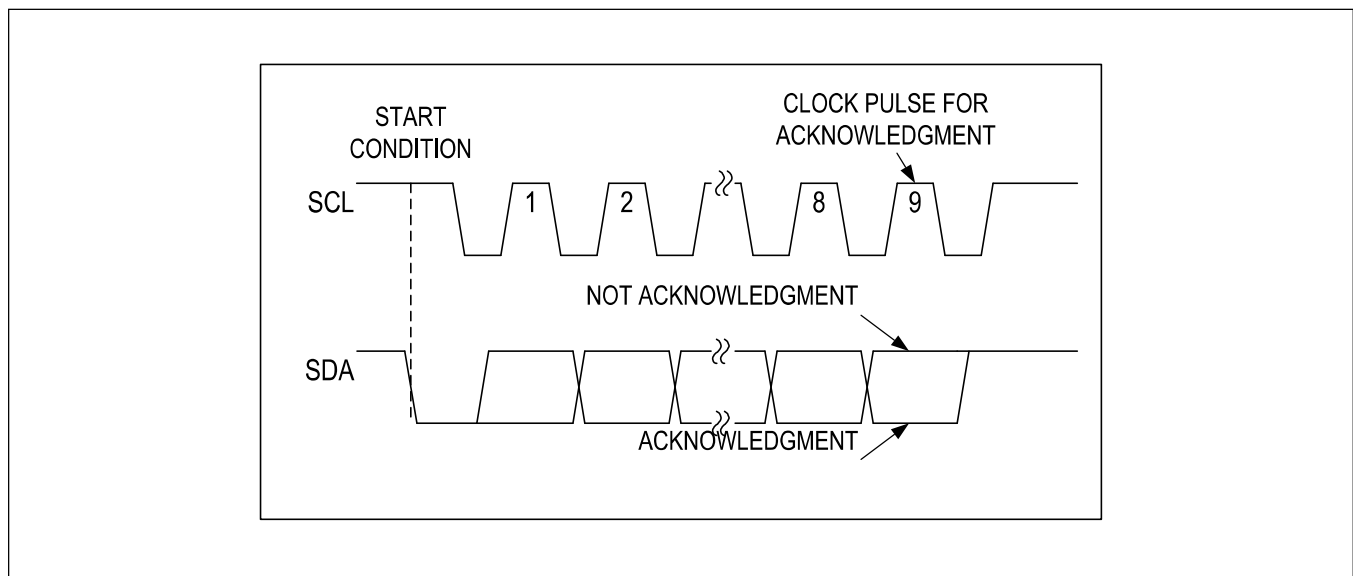 START
CONDITION
CLOCK PULSE FOR
ACKNOWLEDGMENT
SCL
1
2
8
9
NOT ACKNOWLEDGMENT
SDA
ACKNOWLEDGMENT